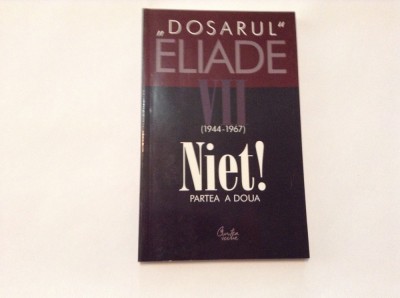 „DOSARUL“
ELIADE
VII
(1944-1967)
Niet!
PARTEA A DOUA
Curtea
veche